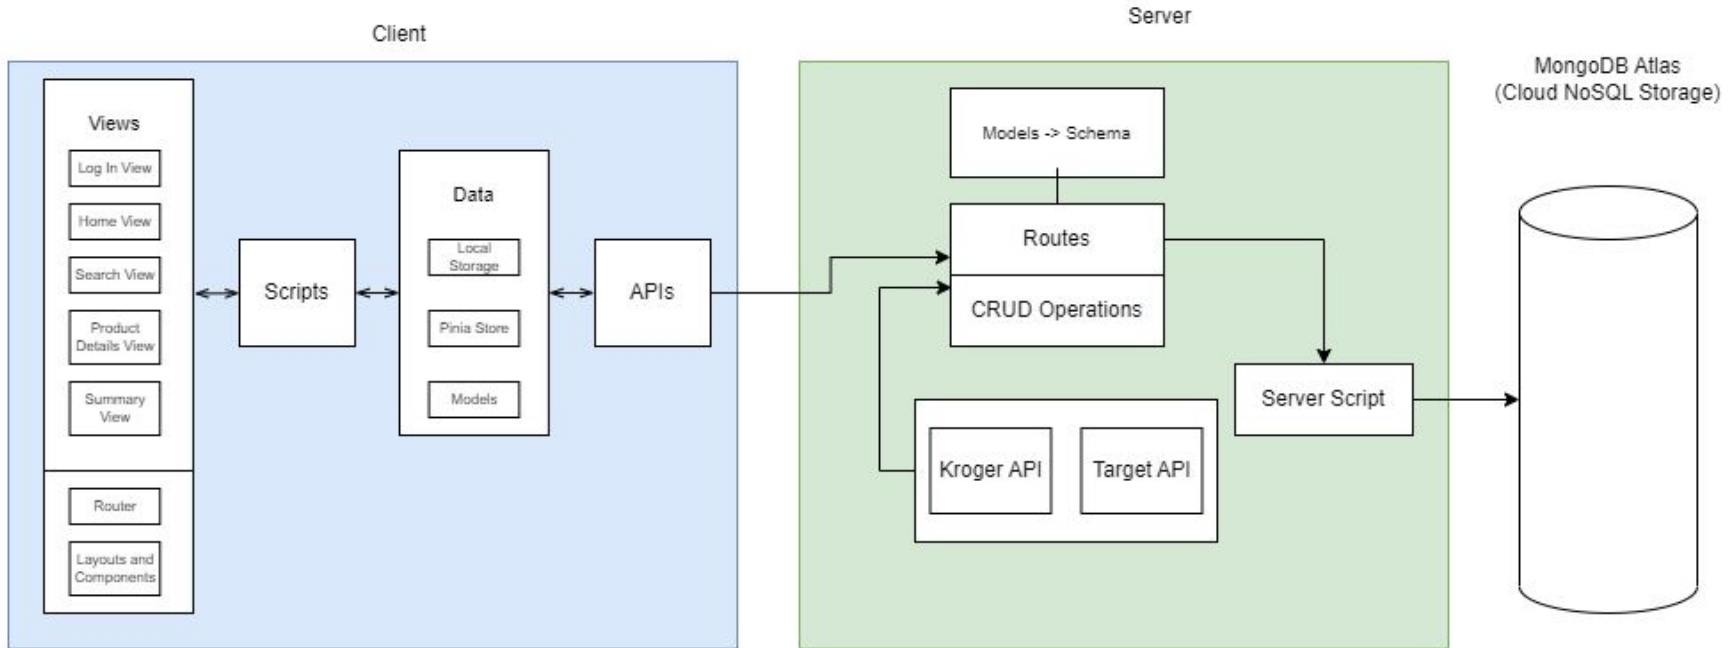 Client
Server
MongoDB Atlas
(Cloud NoSQL Storage)
Views
Log In View
Home View
Search View
Product
Details View
Summary
View
Router
Layouts and
Components
Scripts
Data
Local
Storage
Pinia Store
Models
APIs
Models -> Schema
Routes
CRUD Operations
Kroger API
Target API
Server Script